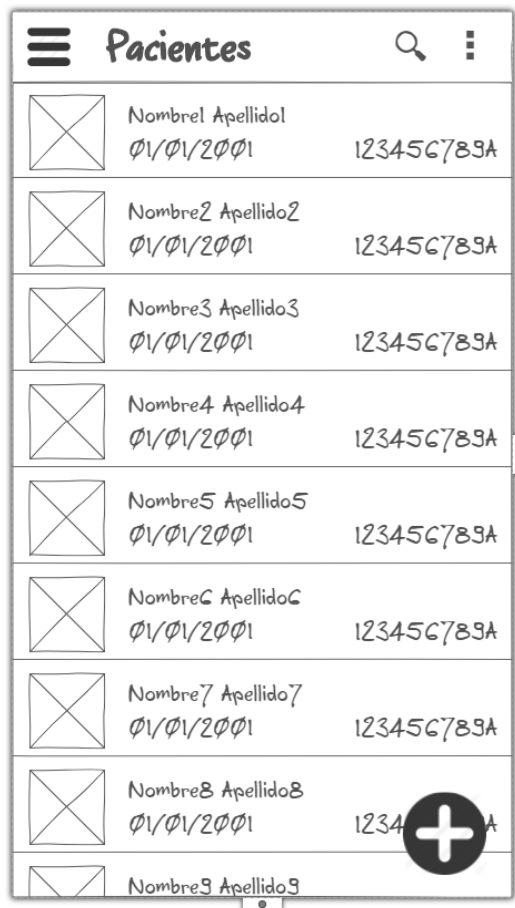 Pacientes
Nombre1 Apellido1
01/01/2001 123456789A
Nombre2 Apellido2
01/01/2001 123456789A
Nombre3 Apellido3
01/01/2001 123456789A
Nombre4 Apellido4
01/01/2001 123456789A
Nombre5 Apellido5
01/01/2001 123456789A
Nombre6 Apellido6
01/01/2001 123456789A
Nombre7 Apellido7
01/01/2001 123456789A
Nombre8 Apellido8
01/01/2001 1234 A
Nombre9 Apellido9